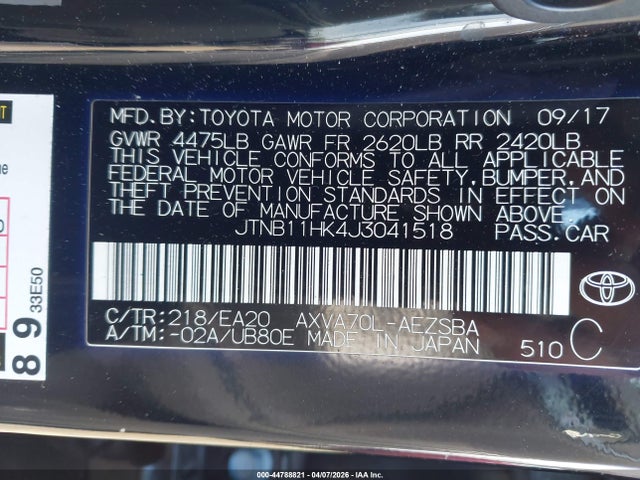 MFD.BY:TOYOTA MOTOR CORPORATION 09/17
GVWR 4475LB GAWR FR 2620LB RR 2420LB
THIS VEHICLE CONFORMS TO ALL APPLICABLE
FEDERAL MOTOR VEHICLE SAFETY,BUMPER,AND
THEFT PREVENTION STANDARDS IN EFFECT ON
THE DATE OF MANUFACTURE SHOWN ABOVE.
JTNB11HK4J3041518 PASS.CAR
C/TR:218/EA20 AXVA70L-AEZSBA
A/TM:-02A/UB80E MADE IN JAPAN 510 C
89
33E50
000-44788821 - 04/07/2026 - IAA Inc.